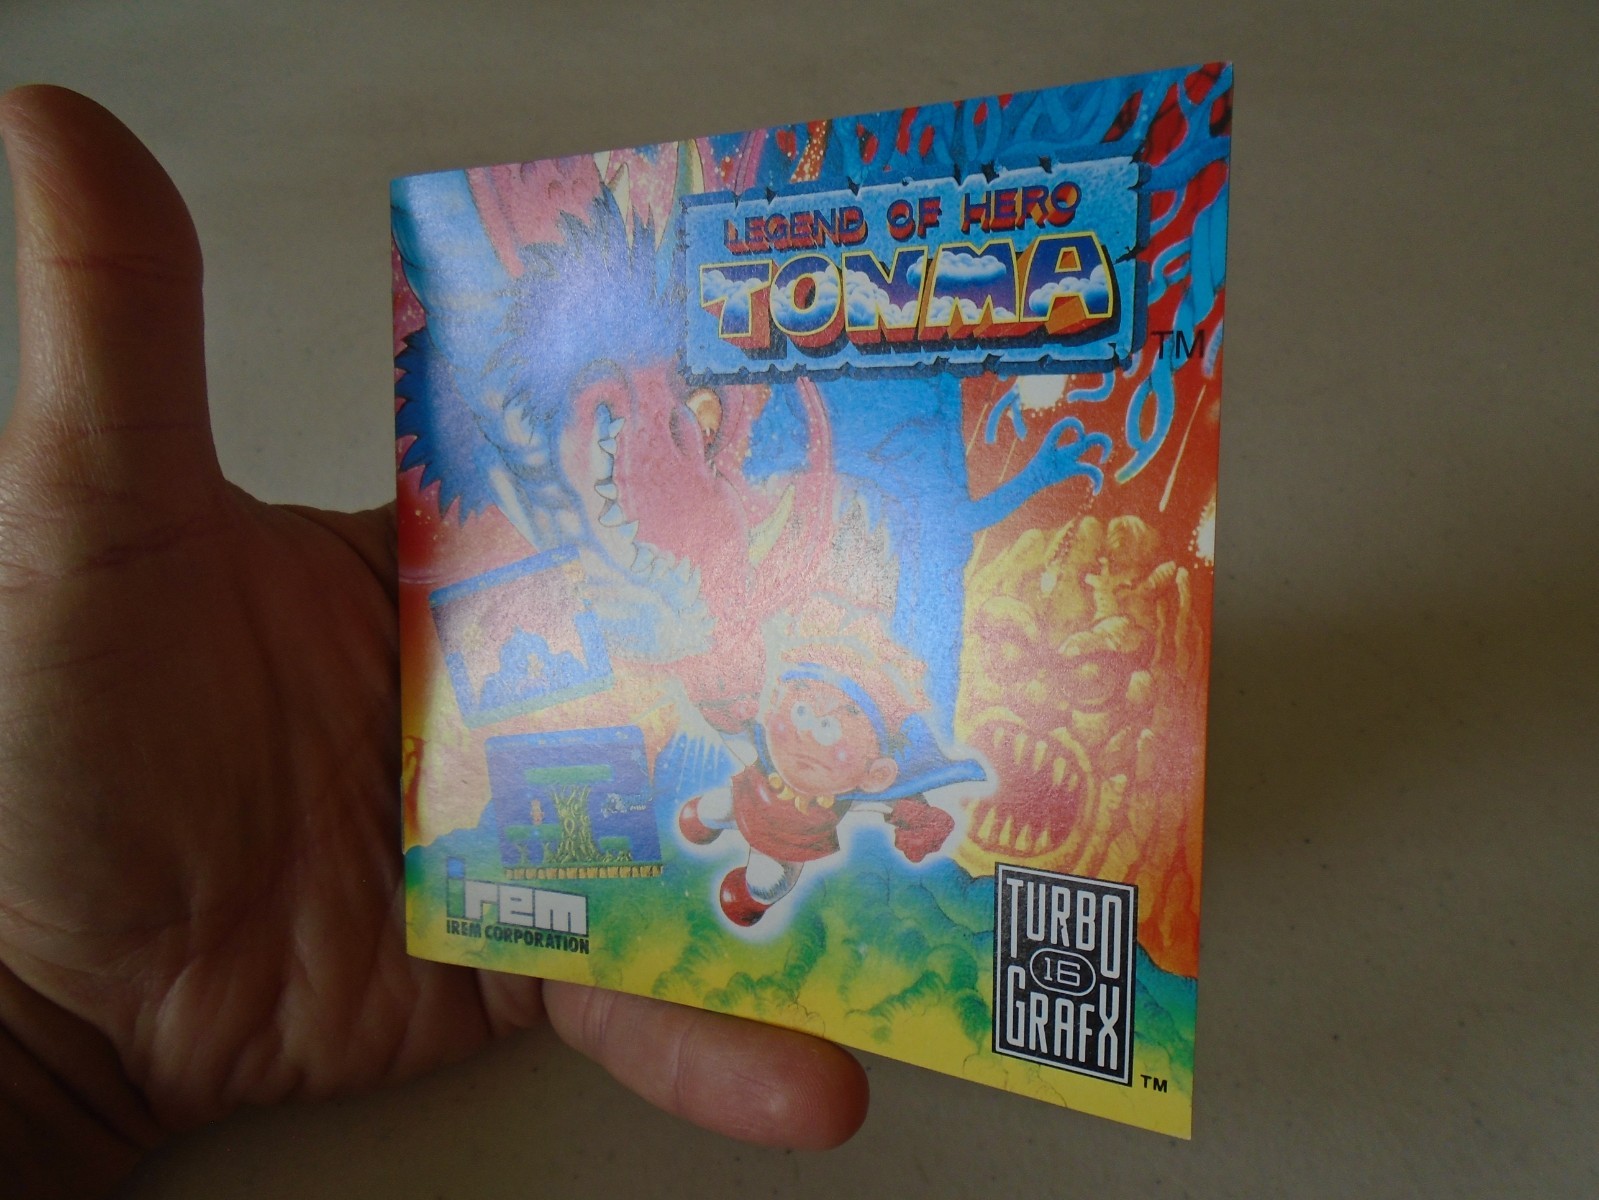 LEGEND OF HERO
TONMA
TM
irem
IREM CORPORATION
TURBO
16
GRAFX
TM